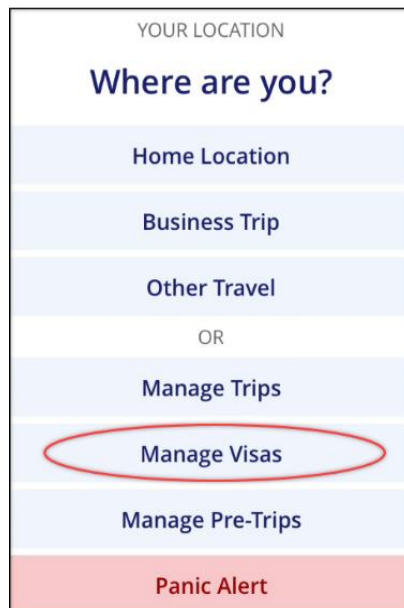 YOUR LOCATION
Where are you?
Home Location
Business Trip
Other Travel
OR
Manage Trips
Manage Visas
Manage Pre-Trips
Panic Alert